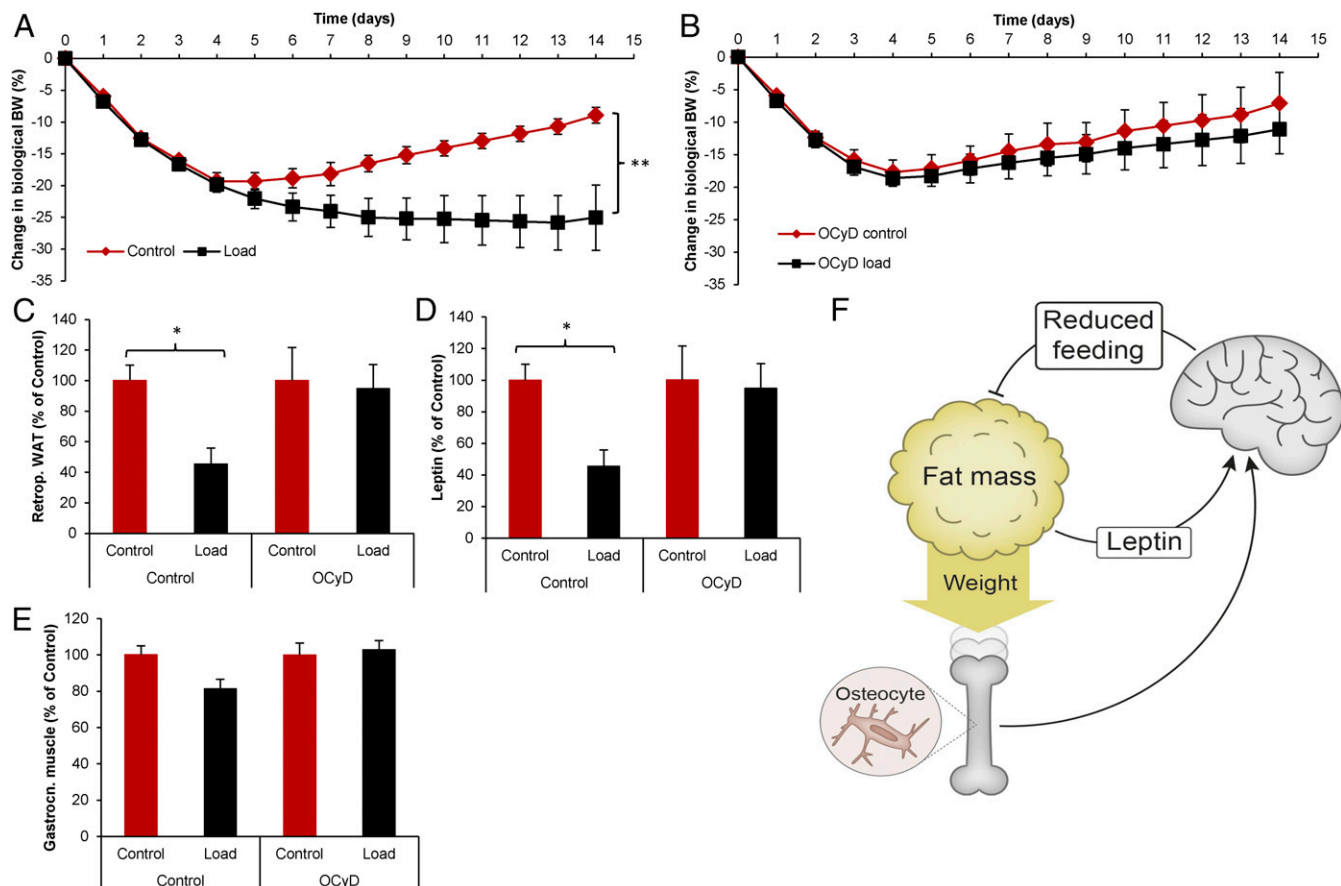 A
Time (days)
0 1 2 3 4 5 6 7 8 9 10 11 12 13 14 15
Change in biological BW (%)
0
-5
-10
-15
-20
-25
-30
-35
**
Control
Load
B
Time (days)
0 1 2 3 4 5 6 7 8 9 10 11 12 13 14 15
Change in biological BW (%)
0
-5
-10
-15
-20
-25
-30
-35
OCyD control
OCyD load
C
Retrop. WAT (% of Control)
140
120
100
80
60
40
20
0
*
Control Load Control Load
Control OCyD
D
Leptin (% of Control)
140
120
100
80
60
40
20
0
*
Control Load Control Load
Control OCyD
E
Gastrocn. muscle (% of Control)
120
100
80
60
40
20
0
Control Load Control Load
Control OCyD
F
Reduced
feeding
Fat mass
Leptin
Weight
Osteocyte